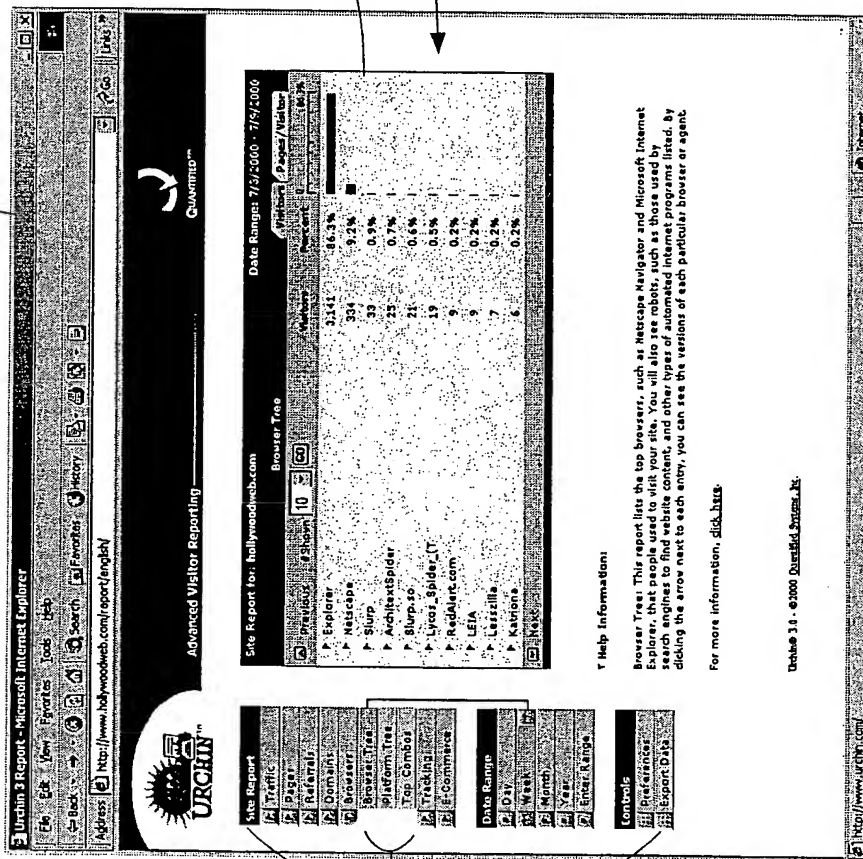 Urchin 3 Report - Microsoft Internet Explorer
File Edit View Favorites Tools Help
Back Search Favorites History
Address http://www.hollywoodweb.com/report/english/ Go Links »
URCHIN
Advanced Visitor Reporting
QUANTIFIED™
Site Report
Traffic
Pages
Referrals
Domains
Browsers
Browser Tree
Platform Tree
Top Combos
Tracking
E-Commerce
Date Range
Day
Week
Month
Year
Enter Range
Controls
Preferences
Export Data
Site Report for: hollywoodweb.com Date Range: 7/3/2000 - 7/9/2000
Browser Tree Visitors Pages/Visitor
Previous #Shown 10 GO Visitors Percent 86.3%
Explorer 3,141 86.3%
Netscape 334 9.2%
Slurp 33 0.9%
ArchitextSpider 25 0.7%
Slurp.so 21 0.6%
Lycos_Spider_(T 19 0.5%
RedAlert.com 9 0.2%
LEIA 9 0.2%
Lesszilla 7 0.2%
Katriona 6 0.2%
Next
Help Information:
Browser Tree: This report lists the top browsers, such as Netscape Navigator and Microsoft Internet
Explorer, that people used to visit your site. You will also see robots, such as those used by
search engines to find website content, and other types of automated internet programs listed. By
clicking the arrow next to each entry, you can see the versions of each particular browser or agent.
For more information, click here.
Urchin® 3.0 - ©2000 Quantified Systems, Inc.
http://www.urchin.com/ Internet